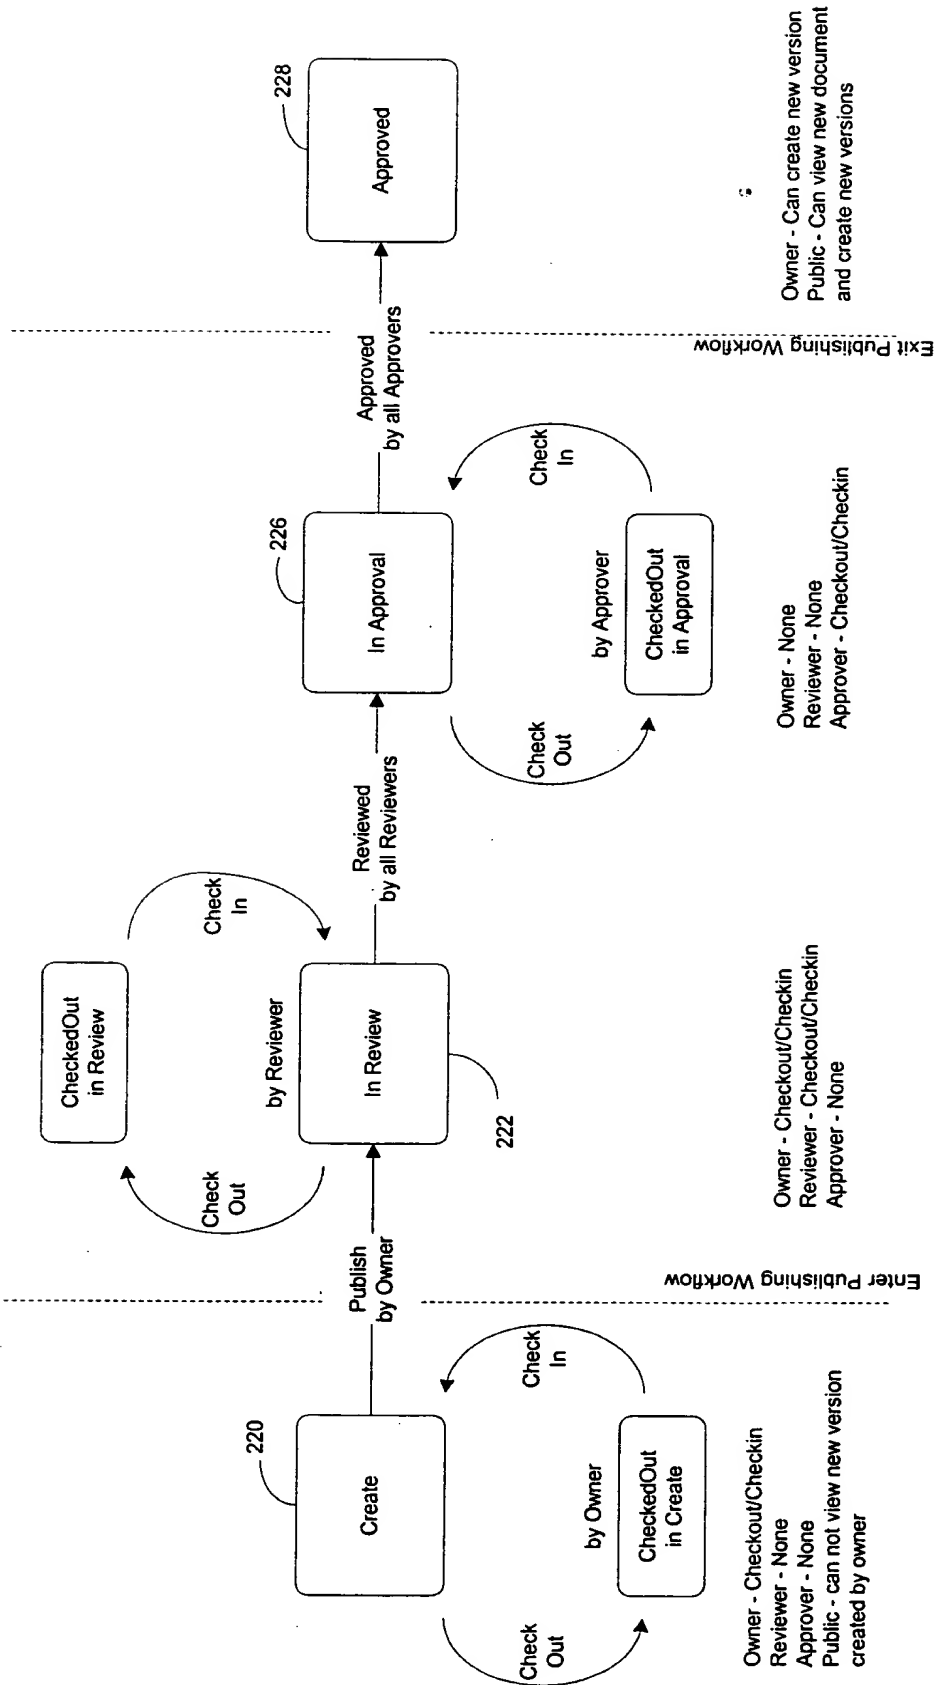 220
Create
Check
Out
Check
In
by Owner
CheckedOut
in Create
Owner - Checkout/Checkin
Reviewer - None
Approver - None
Public - can not view new version
created by owner
Publish
by Owner
Enter Publishing Workflow
CheckedOut
in Review
Check
Out
Check
In
by Reviewer
In Review
222
Owner - Checkout/Checkin
Reviewer - Checkout/Checkin
Approver - None
Reviewed
by all Reviewers
226
In Approval
Check
Out
Check
In
by Approver
CheckedOut
in Approval
Owner - None
Reviewer - None
Approver - Checkout/Checkin
Approved
by all Approvers
Exit Publishing Workflow
228
Approved
Owner - Can create new version
Public - Can view new document
and create new versions